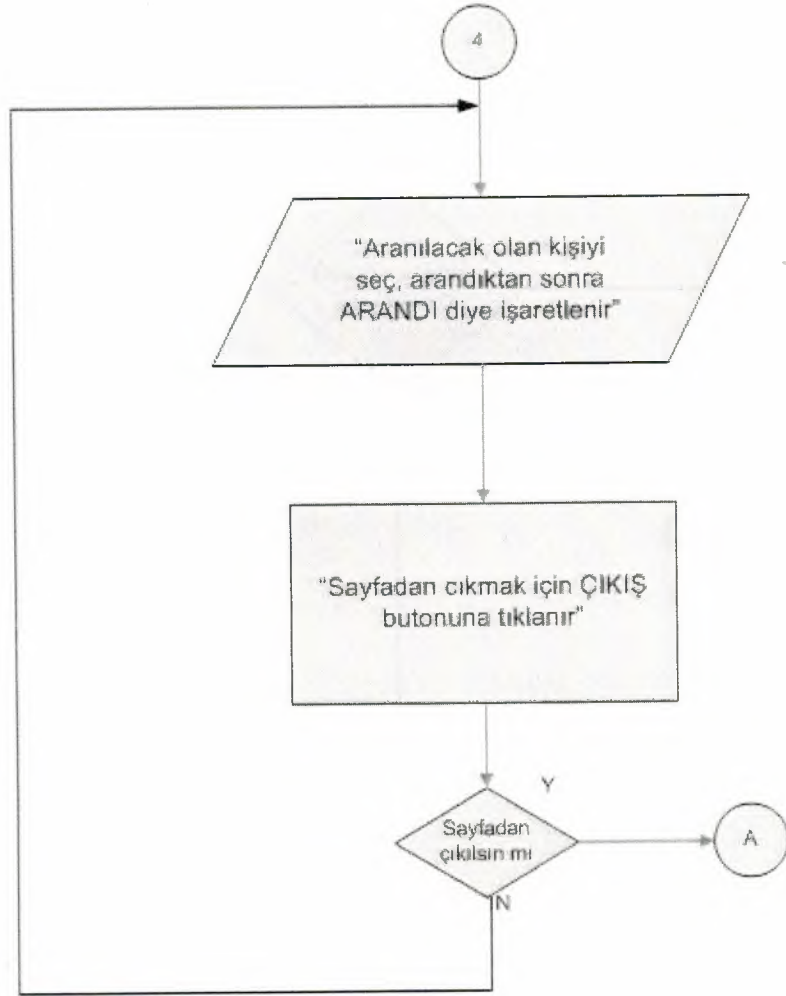 4
"Aranılacak olan kişiyi
seç, arandıktan sonra
ARANDI diye işaretlenir"
"Sayfadan cıkmak için ÇIKIŞ
butonuna tıklanır"
Y
Sayfadan
çıkılsın mı
A
N